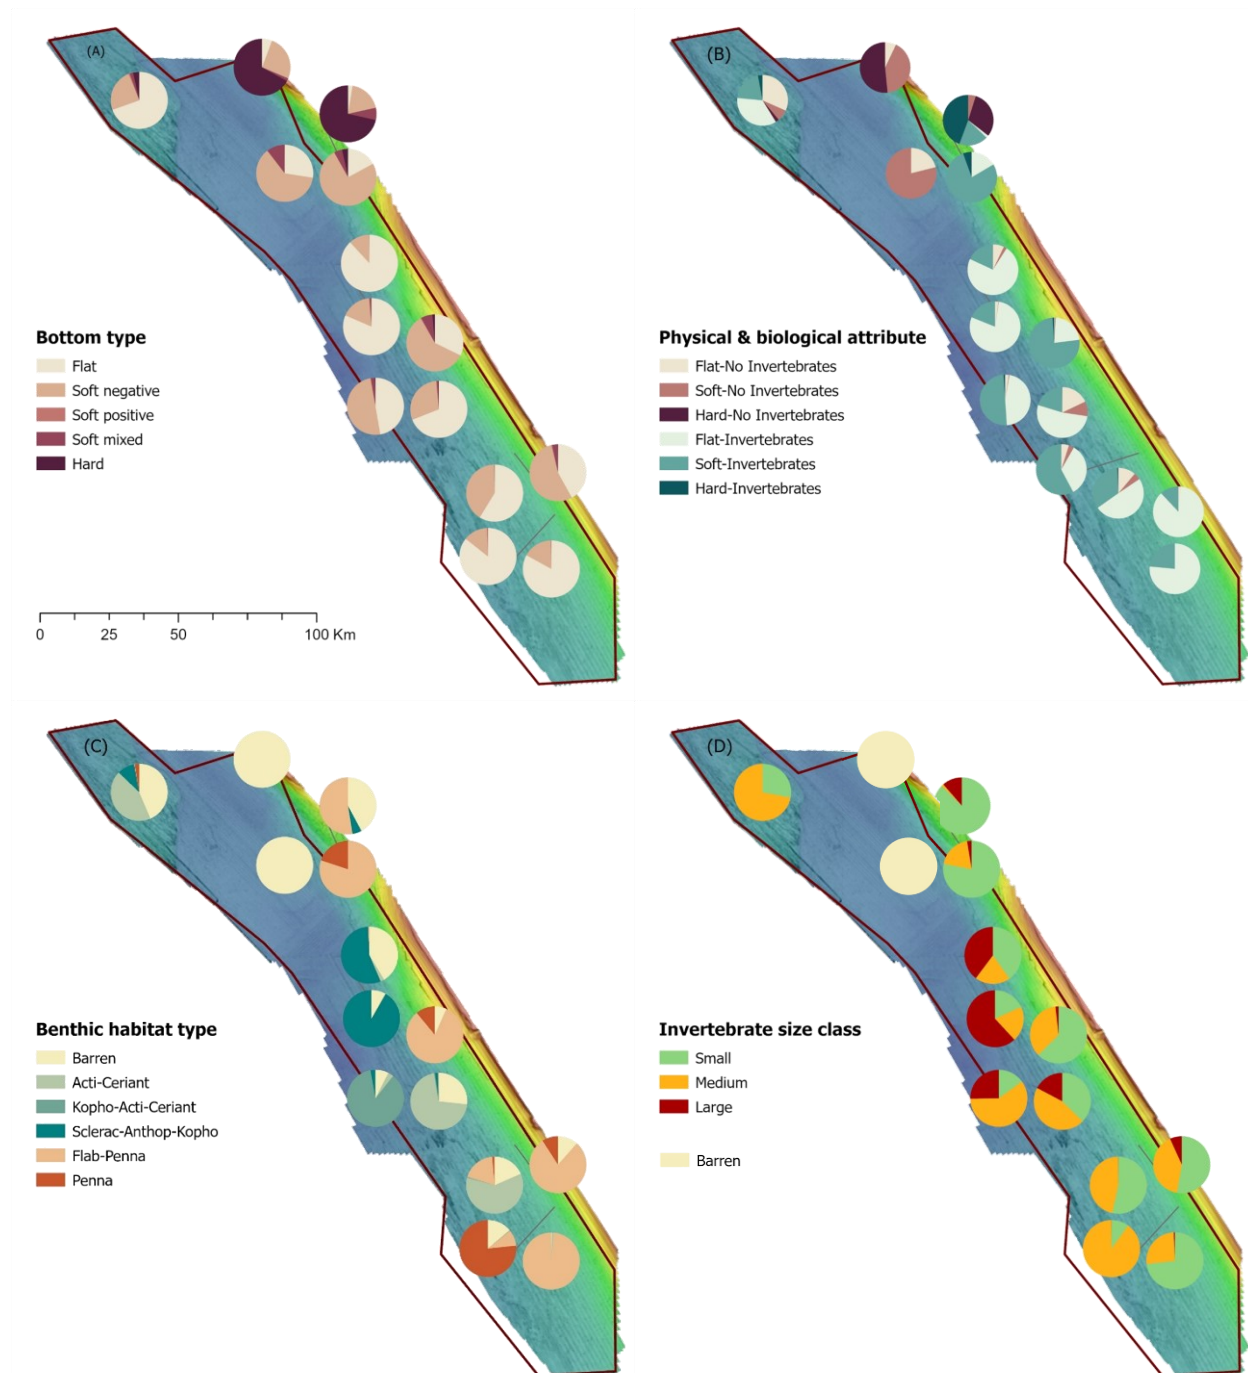 (A)
Bottom type
Flat
Soft negative
Soft positive
Soft mixed
Hard
0 25 50 100 Km
(B)
Physical & biological attribute
Flat-No Invertebrates
Soft-No Invertebrates
Hard-No Invertebrates
Flat-Invertebrates
Soft-Invertebrates
Hard-Invertebrates
(C)
Benthic habitat type
Barren
Acti-Ceriant
Kopho-Acti-Ceriant
Sclerac-Anthop-Kopho
Flab-Penna
Penna
(D)
Invertebrate size class
Small
Medium
Large
Barren